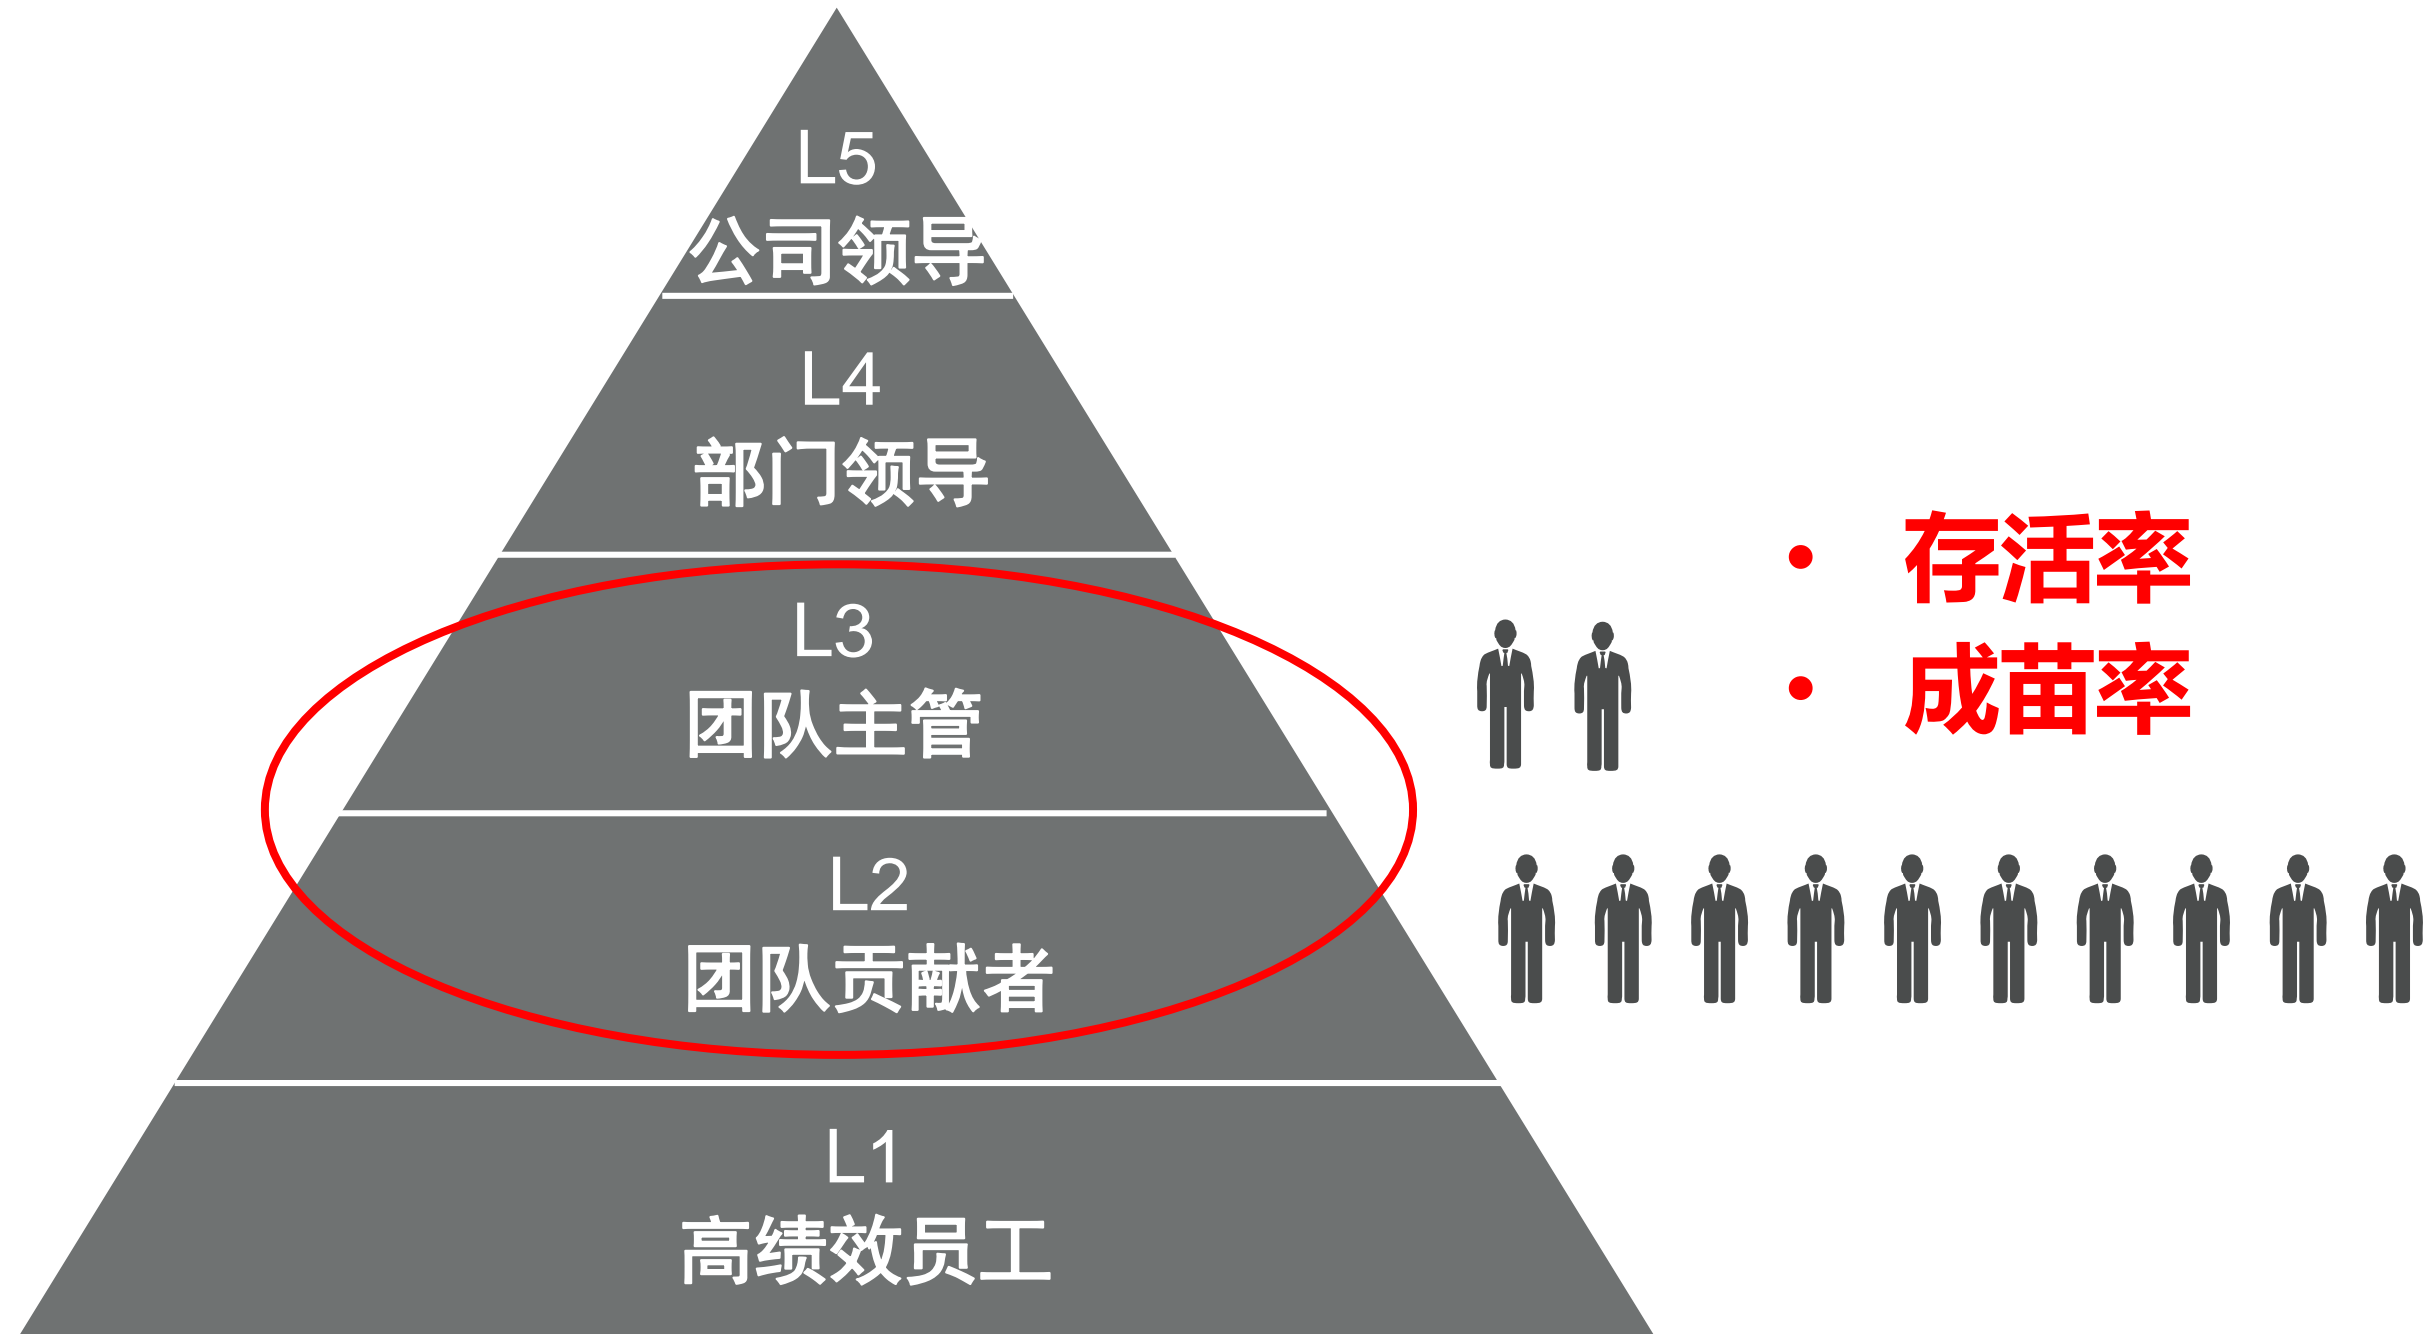 L5
公司领导
L4
部门领导
L3
团队主管
L2
团队贡献者
L1
高绩效员工
• 存活率
• 成苗率